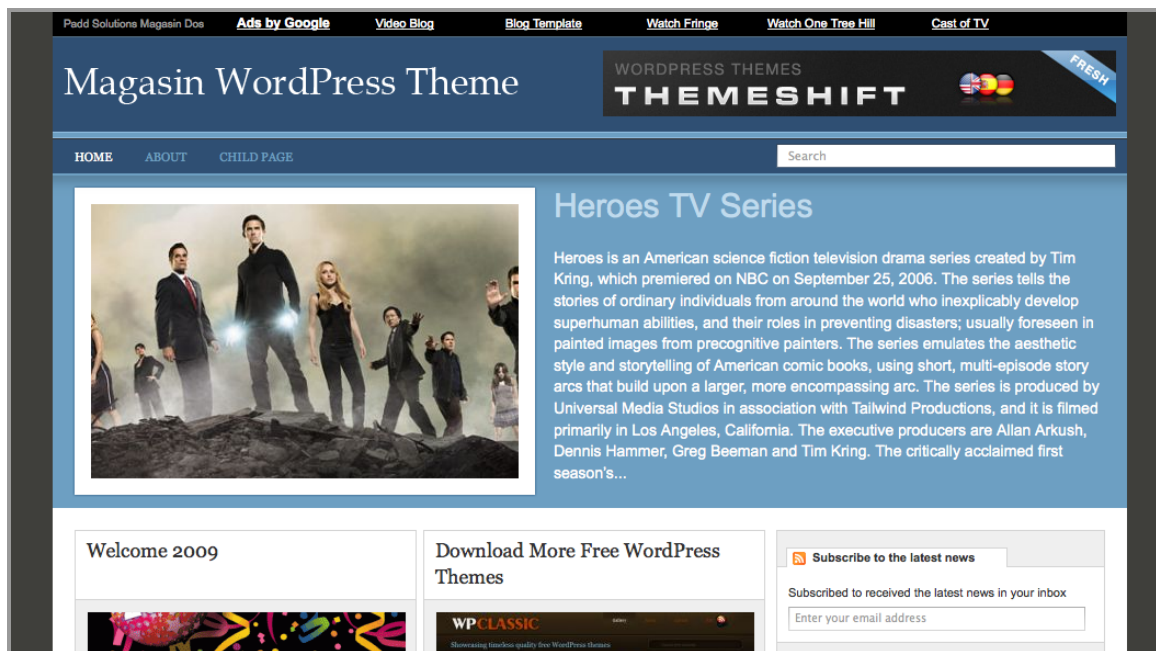 Padd Solutions Magasin Dos Ads by Google Video Blog Blog Template Watch Fringe Watch One Tree Hill Cast of TV
Magasin WordPress Theme
WORDPRESS THEMES
THEMESHIFT
FRESH
HOME ABOUT CHILD PAGE Search
Heroes TV Series
Heroes is an American science fiction television drama series created by Tim
Kring, which premiered on NBC on September 25, 2006. The series tells the
stories of ordinary individuals from around the world who inexplicably develop
superhuman abilities, and their roles in preventing disasters; usually foreseen in
painted images from precognitive painters. The series emulates the aesthetic
style and storytelling of American comic books, using short, multi-episode story
arcs that build upon a larger, more encompassing arc. The series is produced by
Universal Media Studios in association with Tailwind Productions, and it is filmed
primarily in Los Angeles, California. The executive producers are Allan Arkush,
Dennis Hammer, Greg Beeman and Tim Kring. The critically acclaimed first
season's...
Welcome 2009
Download More Free WordPress
Themes
WPCLASSIC
Showcasing timeless quality free WordPress themes
Subscribe to the latest news
Subscribed to received the latest news in your inbox
Enter your email address